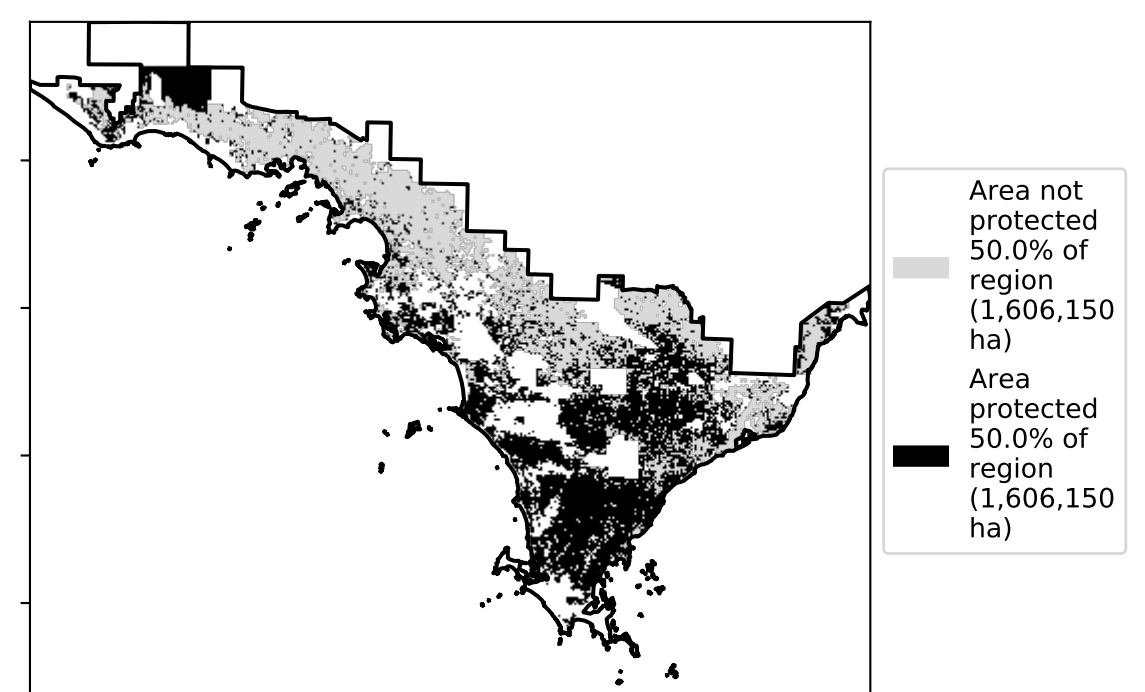 Area not
protected
50.0% of
region
(1,606,150
ha)
Area
protected
50.0% of
region
(1,606,150
ha)